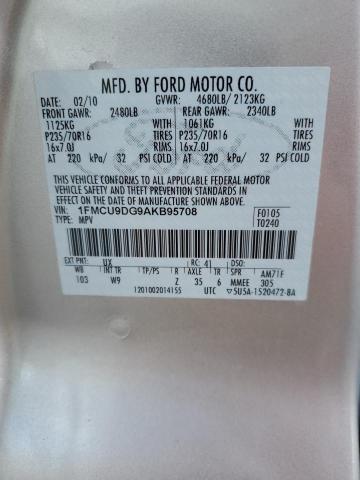 MFD. BY FORD MOTOR CO.
DATE: 02/10 GVWR: 4680LB/ 2123KG
FRONT GAWR: 2480LB REAR GAWR: 2340LB
1125KG WITH 1061KG WITH
P235/70R16 TIRES P235/70R16 TIRES
16x7.0J RIMS 16x7.0J RIMS
AT 220 kPa/ 32 PSI COLD AT 220 kPa/ 32 PSI COLD
THIS VEHICLE CONFORMS TO ALL APPLICABLE FEDERAL MOTOR
VEHICLE SAFETY AND THEFT PREVENTION STANDARDS IN
EFFECT ON THE DATE OF MANUFACTURE SHOWN ABOVE.
VIN: 1FMCU9DG9AKB95708 F0105
TYPE: MPV T0240
EXT PNT: UX RC: 41 DSO:
WB INT TR TP/PS R AXLE TR SPR AM71F
103 W9 Z 35 6 MMEE 305
1201002014155 UTC ▽5U5A-1520472-BA